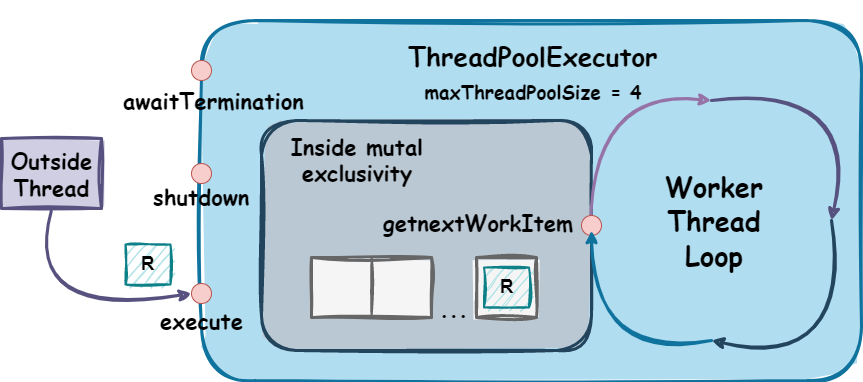 ThreadPoolExecutor
maxThreadPoolSize = 4
awaitTermination
Outside
Thread
Inside mutal
exclusivity
shutdown
getnextWorkItem
Worker
Thread
Loop
R
R
...
execute